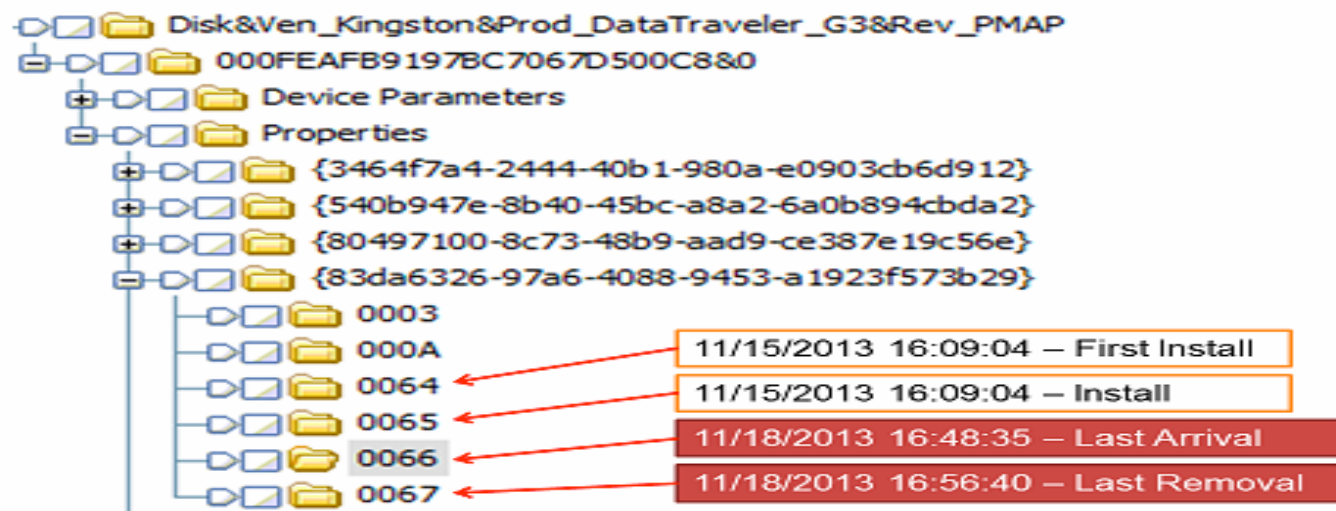 Disk&Ven_Kingston&Prod_DataTraveler_G3&Rev_PMAP
000FEAFB9197BC7067D500C8&0
Device Parameters
Properties
{3464f7a4-2444-40b1-980a-e0903cb6d912}
{540b947e-8b40-45bc-a8a2-6a0b894cbda2}
{80497100-8c73-48b9-aad9-ce387e19c56e}
{83da6326-97a6-4088-9453-a1923f573b29}
0003
000A
0064
11/15/2013 16:09:04 – First Install
0065
11/15/2013 16:09:04 – Install
0066
11/18/2013 16:48:35 – Last Arrival
0067
11/18/2013 16:56:40 – Last Removal